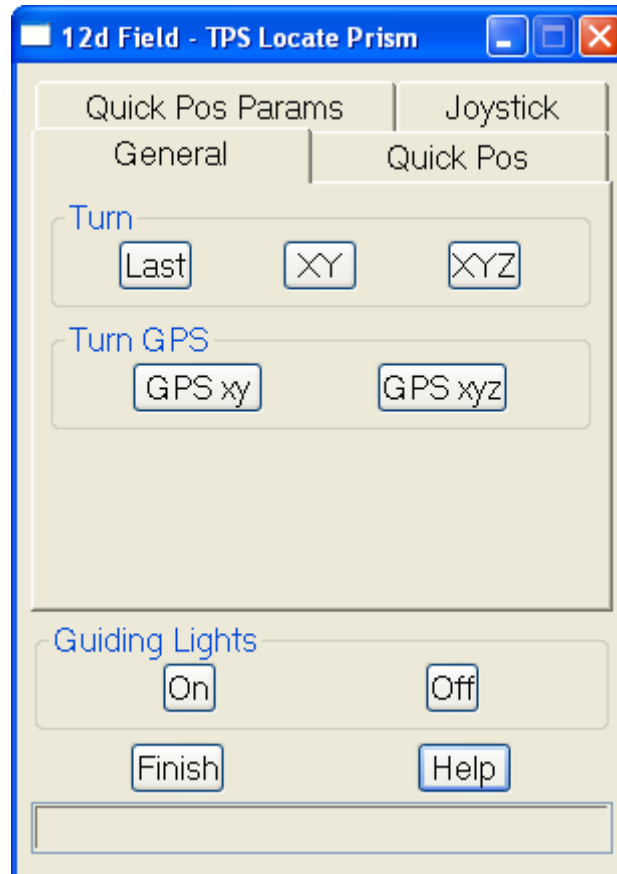 12d Field - TPS Locate Prism
Quick Pos Params Joystick
General Quick Pos
Turn
Last XY XYZ
Turn GPS
GPS xy GPS xyz
Guiding Lights
On Off
Finish Help